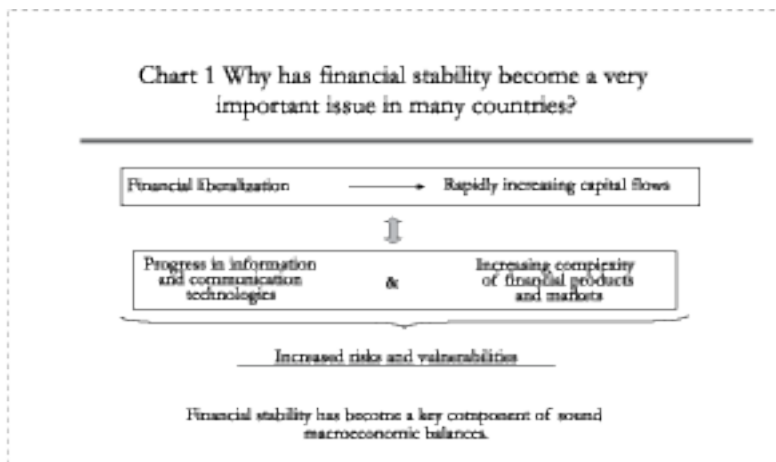 Chart 1 Why has financial stability become a very
important issue in many countries?
Financial liberalization
Rapidly increasing capital flows
Progress in information
and communication
technologies
&
Increasing complexity
of financial products
and markets
Increased risks and vulnerabilities
Financial stability has become a key component of sound
macroeconomic balances.